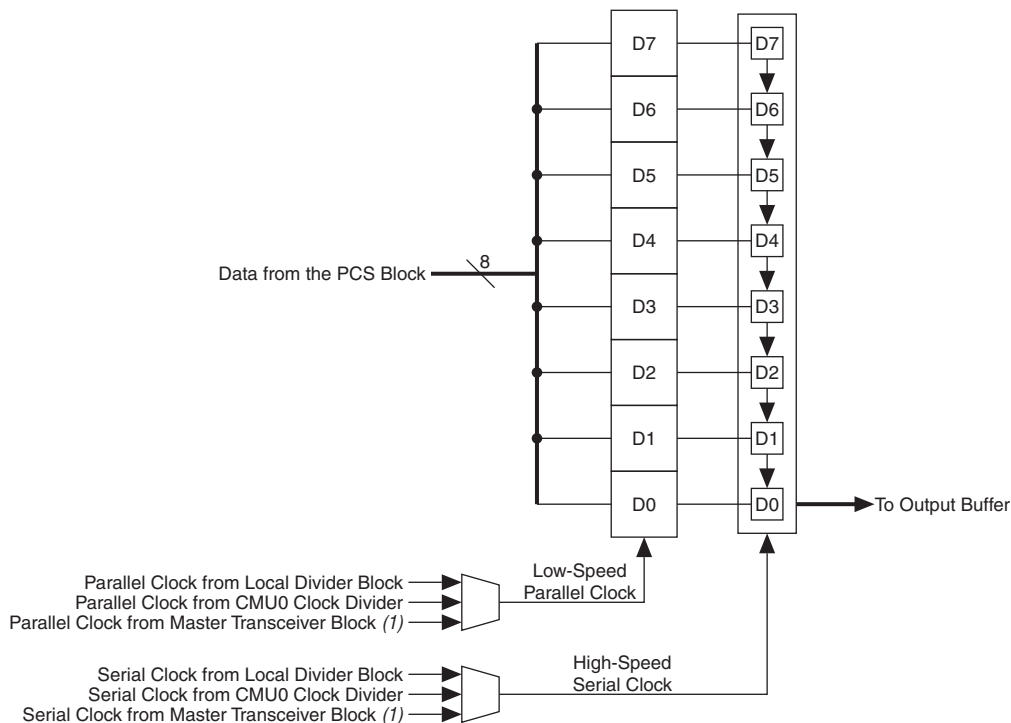 D7 D7
D6 D6
D5 D5
D4 D4
8
Data from the PCS Block
D3 D3
D2 D2
D1 D1
D0 D0 To Output Buffer
Low-Speed
Parallel Clock
Parallel Clock from Local Divider Block
Parallel Clock from CMU0 Clock Divider
Parallel Clock from Master Transceiver Block (1)
High-Speed
Serial Clock
Serial Clock from Local Divider Block
Serial Clock from CMU0 Clock Divider
Serial Clock from Master Transceiver Block (1)